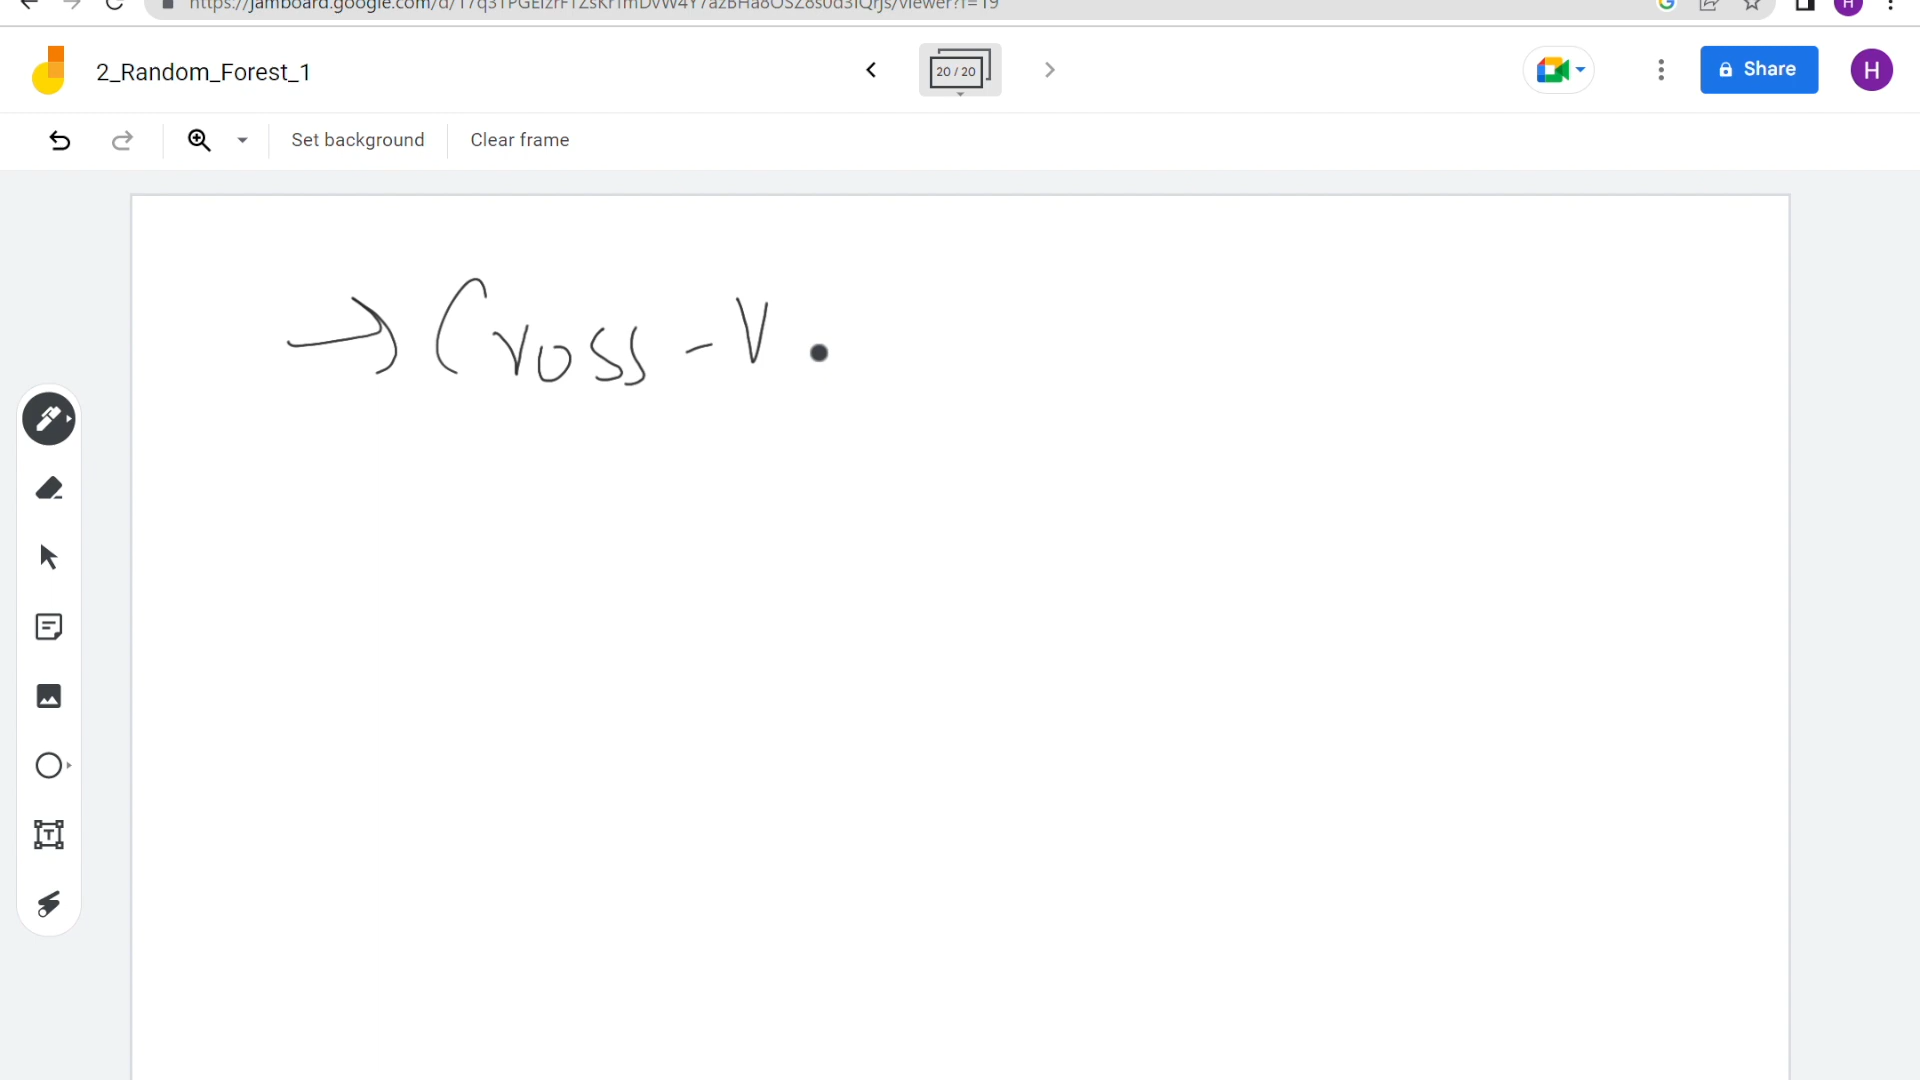 2_Random_Forest_1
20 / 20
Share
H
Set background
Clear frame
→ Cross - V